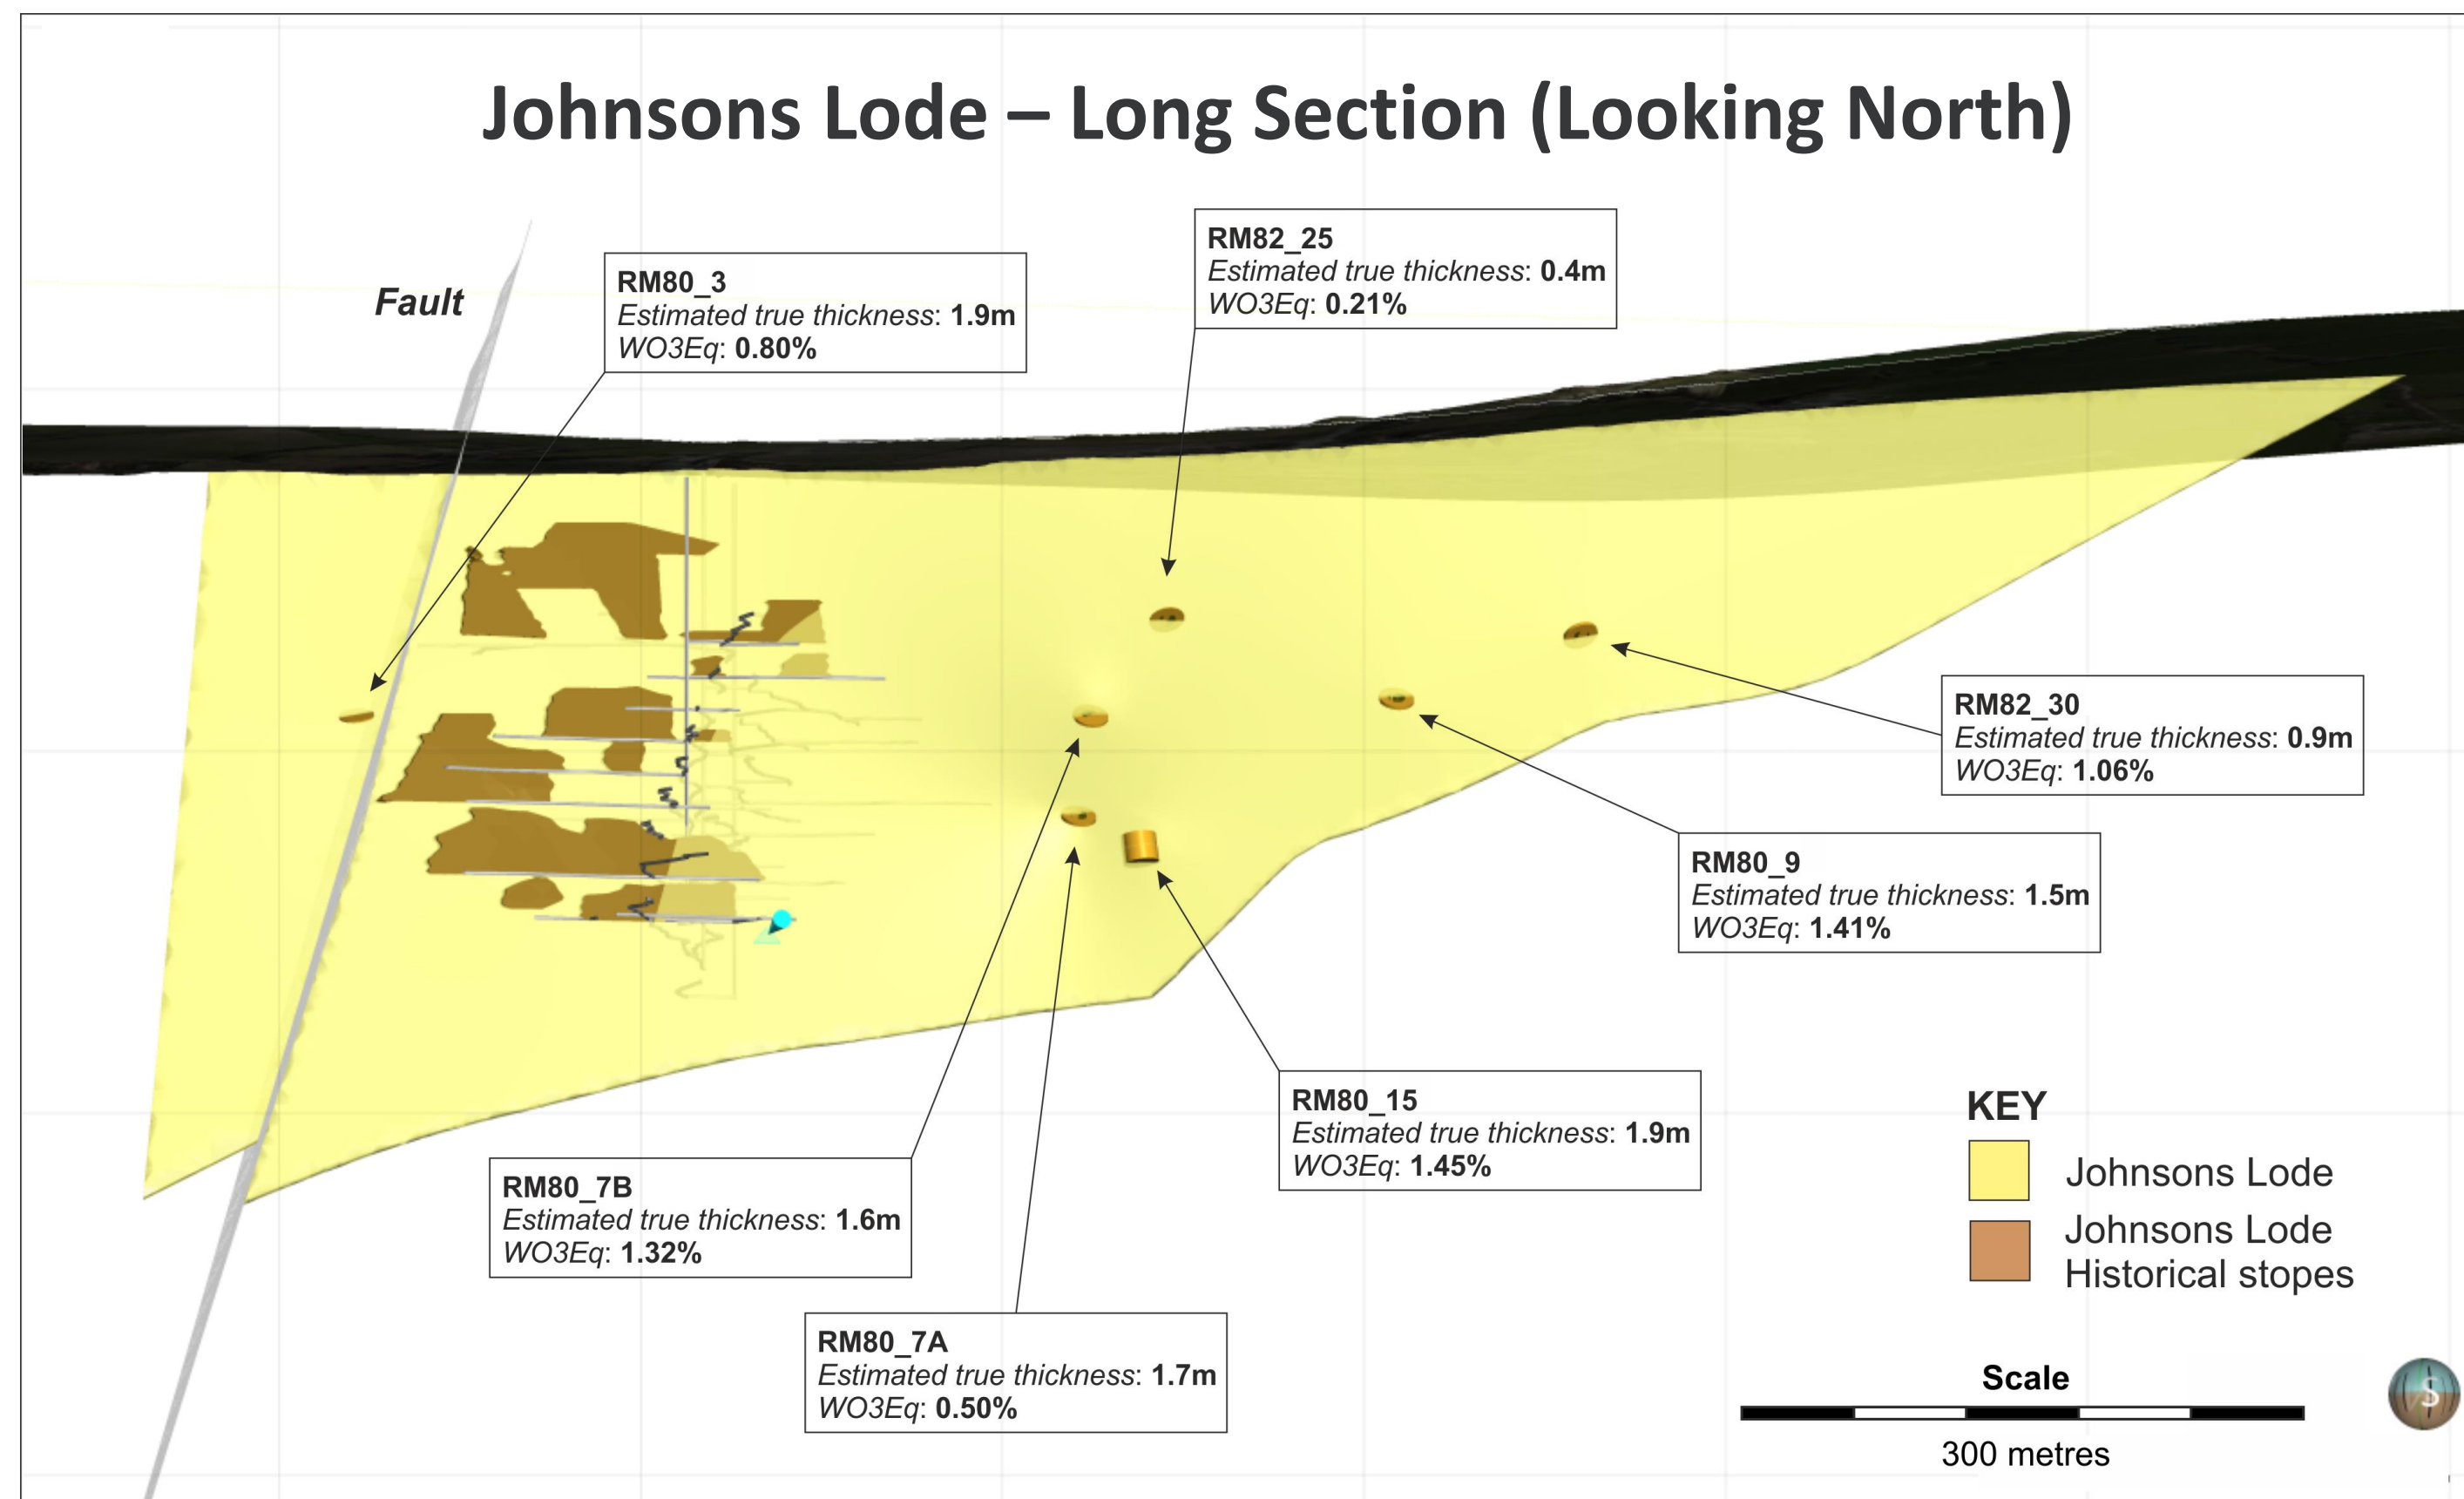 Johnsons Lode – Long Section (Looking North)
RM82_25
Estimated true thickness: 0.4m
WO3Eq: 0.21%
Fault
RM80_3
Estimated true thickness: 1.9m
WO3Eq: 0.80%
RM82_30
Estimated true thickness: 0.9m
WO3Eq: 1.06%
RM80_9
Estimated true thickness: 1.5m
WO3Eq: 1.41%
RM80_15
Estimated true thickness: 1.9m
WO3Eq: 1.45%
RM80_7B
Estimated true thickness: 1.6m
WO3Eq: 1.32%
RM80_7A
Estimated true thickness: 1.7m
WO3Eq: 0.50%
KEY
Johnsons Lode
Johnsons Lode
Historical stopes
Scale
300 metres
S